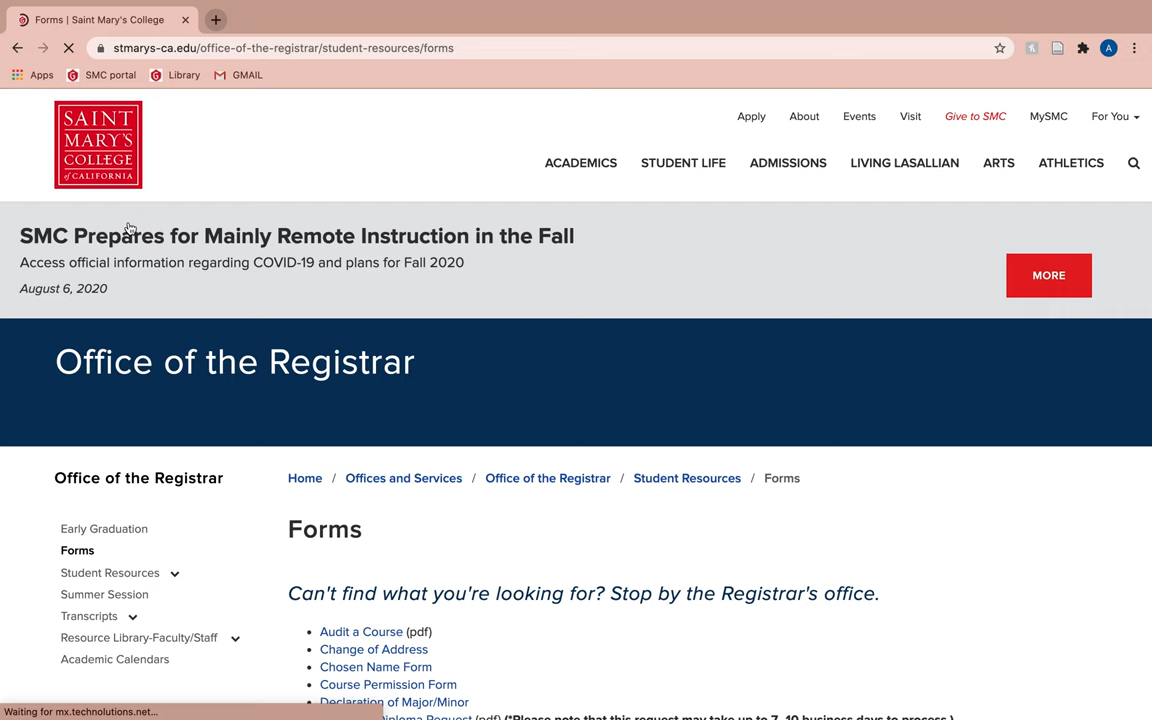 Forms | Saint Mary's College
stmarys-ca.edu/office-of-the-registrar/student-resources/forms
A
Apps SMC portal Library GMAIL
SAINT
MARY'S
COLLEGE
of CALIFORNIA
Apply About Events Visit Give to SMC MySMC For You
ACADEMICS STUDENT LIFE ADMISSIONS LIVING LASALLIAN ARTS ATHLETICS
SMC Prepares for Mainly Remote Instruction in the Fall
Access official information regarding COVID-19 and plans for Fall 2020
August 6, 2020
MORE
Office of the Registrar
Office of the Registrar
Early Graduation
Forms
Student Resources
Summer Session
Transcripts
Resource Library-Faculty/Staff
Academic Calendars
Home / Offices and Services / Office of the Registrar / Student Resources / Forms
Forms
Can't find what you're looking for? Stop by the Registrar's office.
• Audit a Course (pdf)
• Change of Address
• Chosen Name Form
• Course Permission Form
• Declaration of Major/Minor
Diploma Request (pdf) (*Please note that this request may take up to 7-10 business days to process.)
Waiting for mx.technolutions.net...